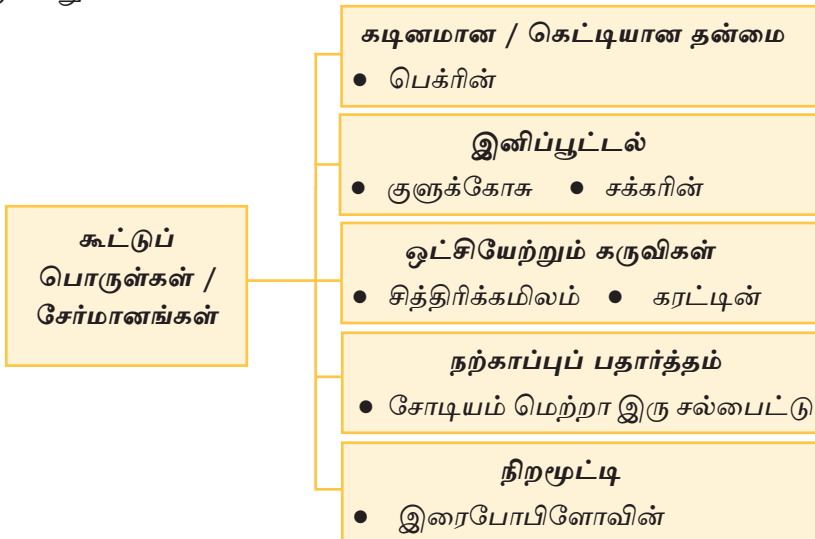 கூட்டுப்
பொருள்கள் /
சேர்மானங்கள்
கடினமான / கெட்டியான தன்மை
● பெக்ரின்
இனிப்பூட்டல்
● குளுக்கோசு ● சக்கரின்
ஒட்சியேற்றும் கருவிகள்
● சித்திரிக்கமிலம் ● கரட்டின்
நற்காப்புப் பதார்த்தம்
● சோடியம் மெற்றா இரு சல்பைட்டு
நிறமூட்டி
● இரைபோபிளோவின்